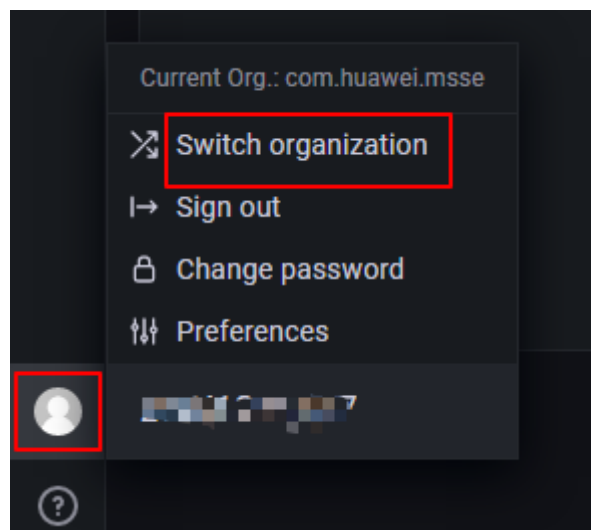 Current Org.: com.huawei.msse
Switch organization
Sign out
Change password
Preferences
?